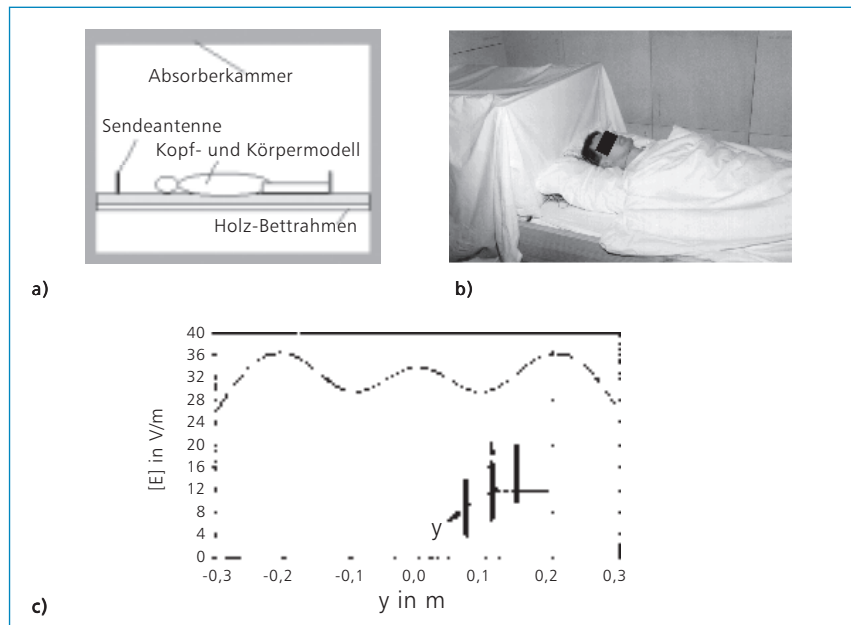 Absorberkammer
Sendeantenne
Kopf- und Körpermodell
Holz-Bettrahmen
a)
b)
[E] in V/m
40
36
32
28
24
20
16
12
8
4
0
y
-0,3 -0,2 -0,1 0,0 0,1 0,2 0,3
y in m
c)